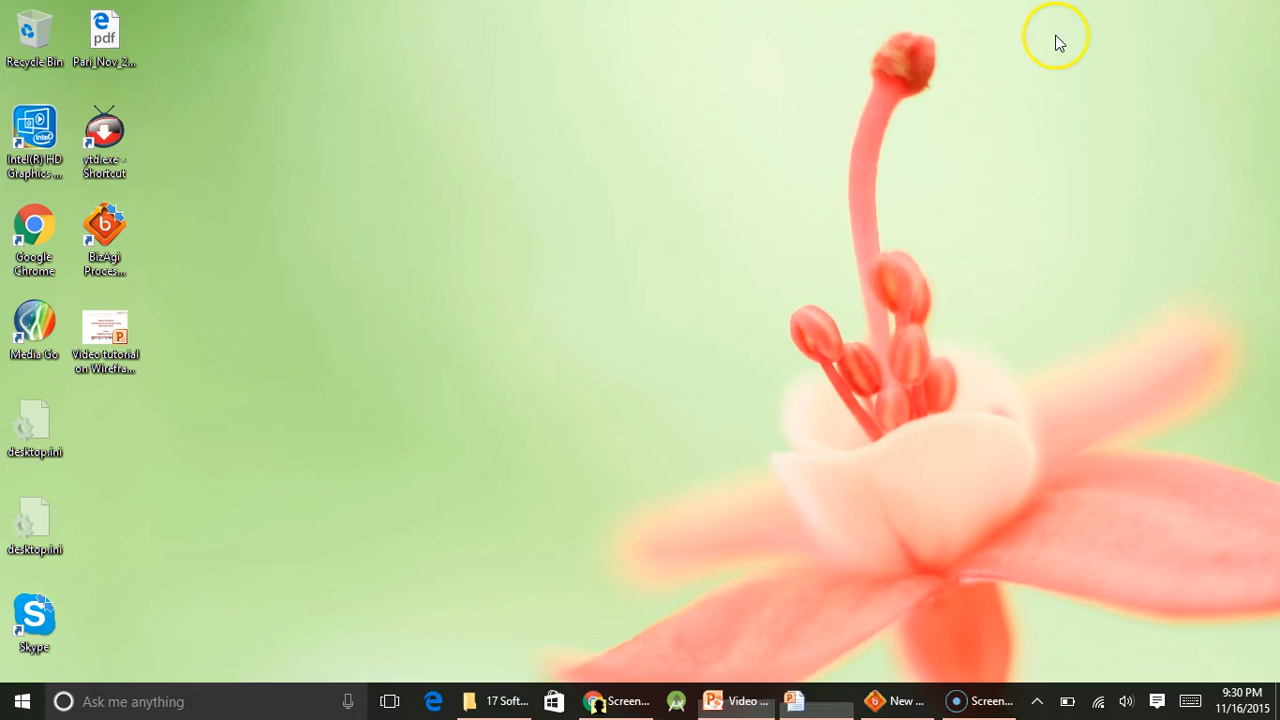 Recycle Bin
pdf
Pari_Nov_2...
intel
Intel(R) HD
Graphics ...
ytd.exe -
Shortcut
Google
Chrome
b
BizAgi
Proces...
Media Go
Video tutorial
on Wirefra...
desktop.ini
desktop.ini
S
Skype
Ask me anything
17 Soft...
Screen...
Video ...
New ...
Screen...
9:30 PM
11/16/2015